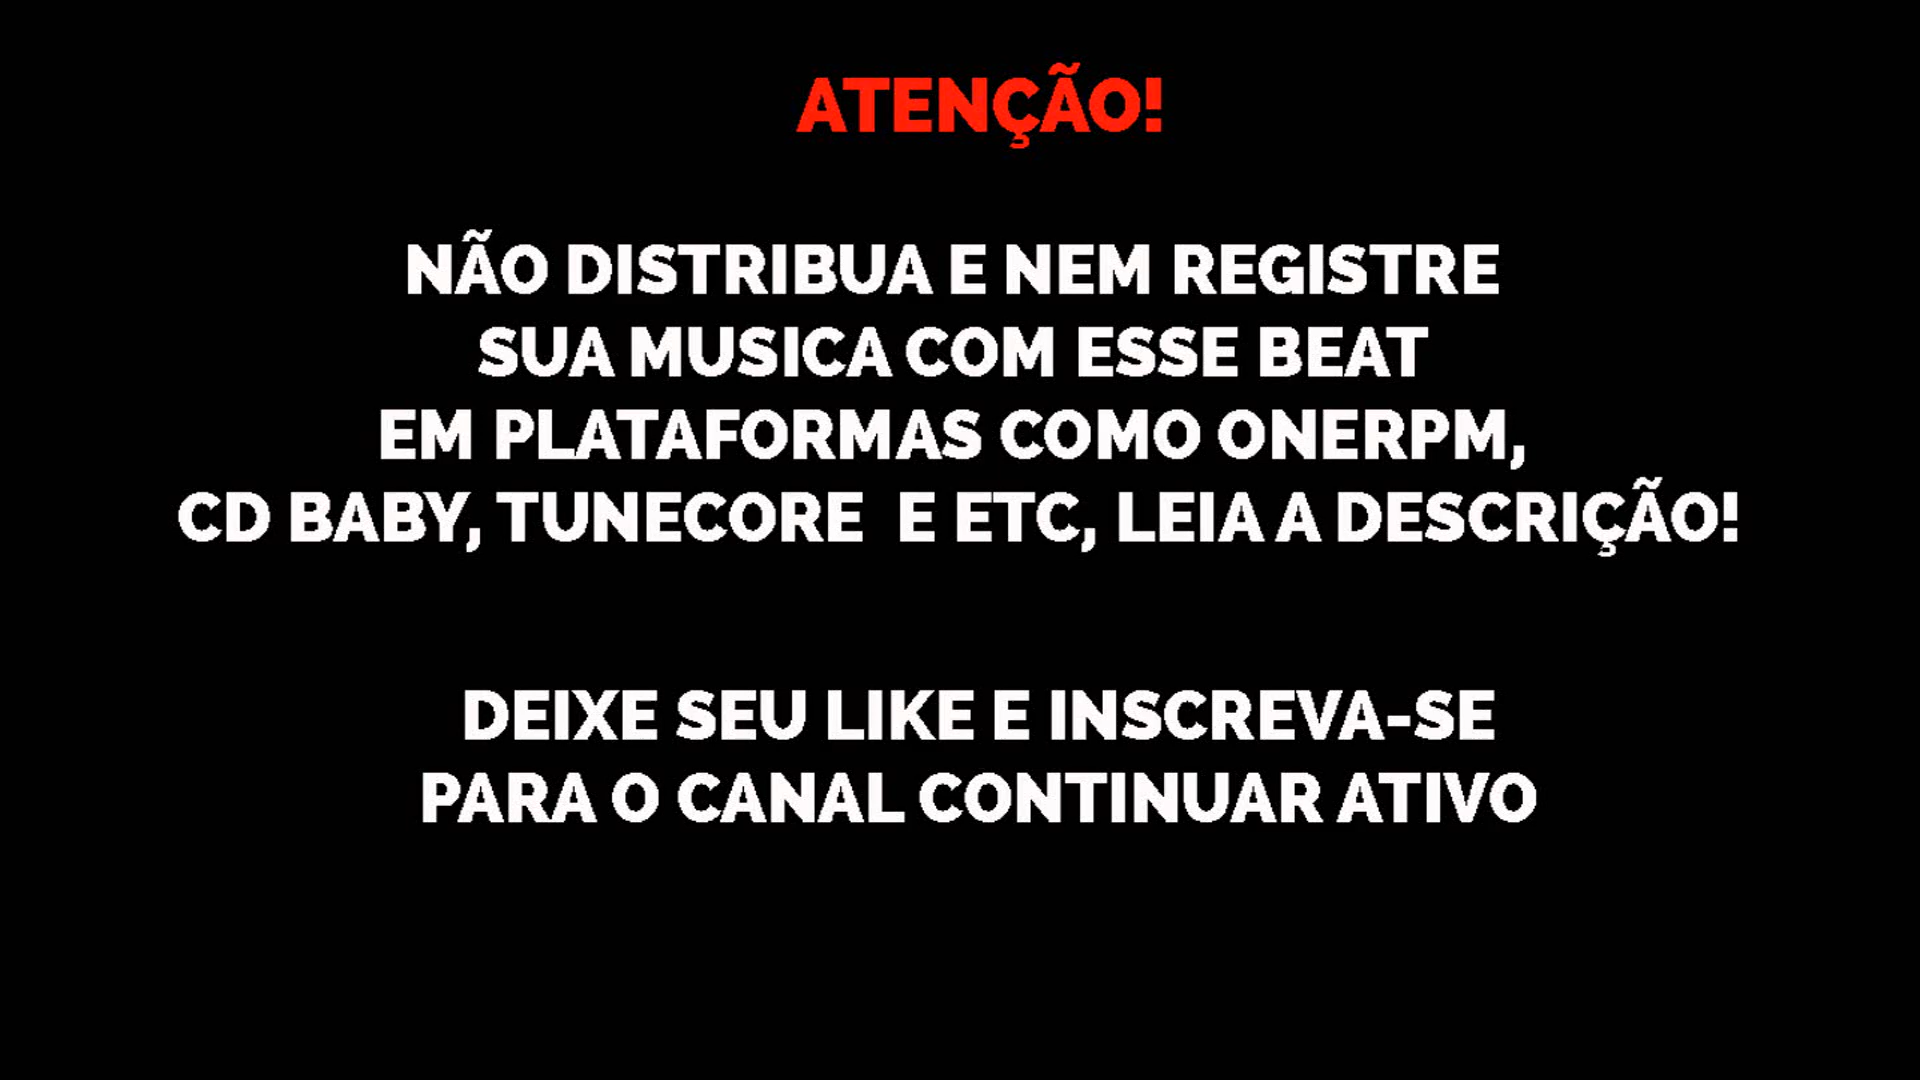 ATENÇÃO!
NÃO DISTRIBUA E NEM REGISTRE
SUA MUSICA COM ESSE BEAT
EM PLATAFORMAS COMO ONERPM,
CD BABY, TUNECORE E ETC, LEIA A DESCRIÇÃO!
DEIXE SEU LIKE E INSCREVA-SE
PARA O CANAL CONTINUAR ATIVO